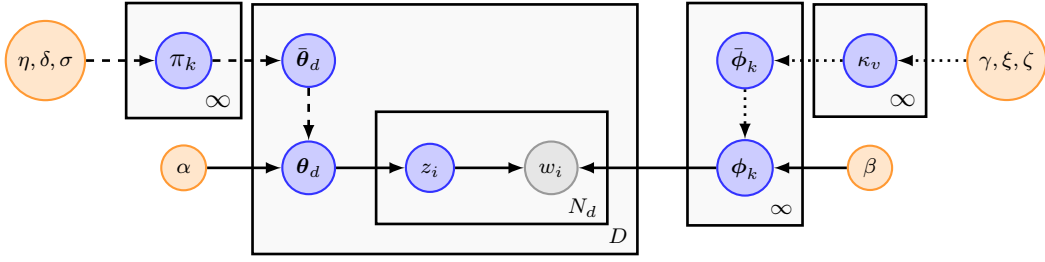 η, δ, σ
π_k
∞
θ̄_d
ϕ̄_k
κ_v
∞
γ, ξ, ζ
α
θ_d
z_i
w_i
N_d
D
ϕ_k
∞
β